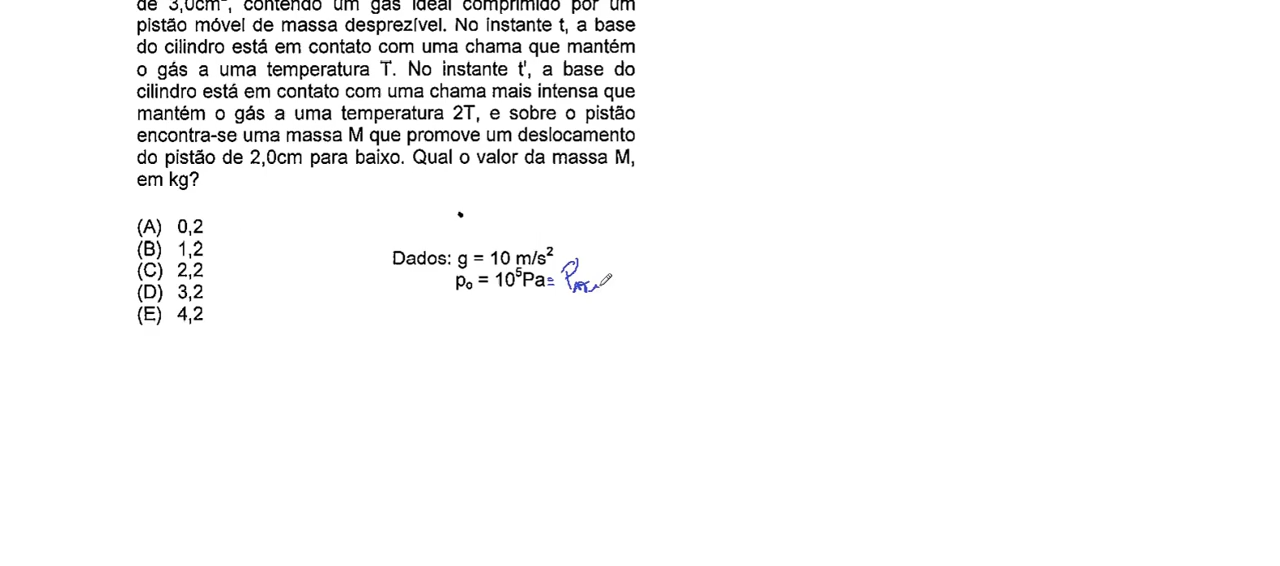 de 3,0cm², contendo um gás ideal comprimido por um
pistão móvel de massa desprezível. No instante t, a base
do cilindro está em contato com uma chama que mantém
o gás a uma temperatura T. No instante t', a base do
cilindro está em contato com uma chama mais intensa que
mantém o gás a uma temperatura 2T, e sobre o pistão
encontra-se uma massa M que promove um deslocamento
do pistão de 2,0cm para baixo. Qual o valor da massa M,
em kg?
(A) 0,2
(B) 1,2
(C) 2,2
(D) 3,2
(E) 4,2
Dados: g = 10 m/s²
p₀ = 10⁵Pa =